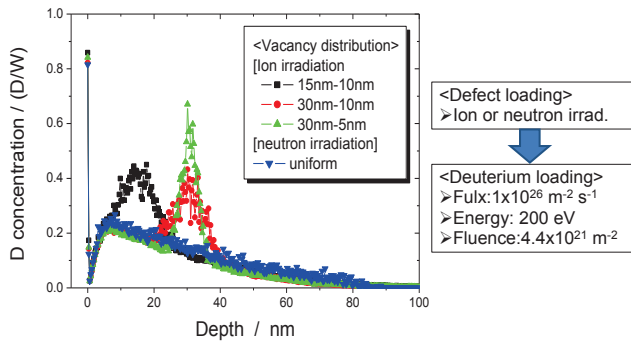 <Vacancy distribution>
[Ion irradiation
15nm-10nm
30nm-10nm
30nm-5nm
[neutron irradiation]
uniform
D concentration / (D/W)
1.0
0.8
0.6
0.4
0.2
0.0
0 20 40 60 80 100
Depth / nm
<Defect loading>
➢Ion or neutron irrad.
<Deuterium loading>
➢Fulx:1x10²⁶ m⁻² s⁻¹
➢Energy: 200 eV
➢Fluence:4.4x10²¹ m⁻²